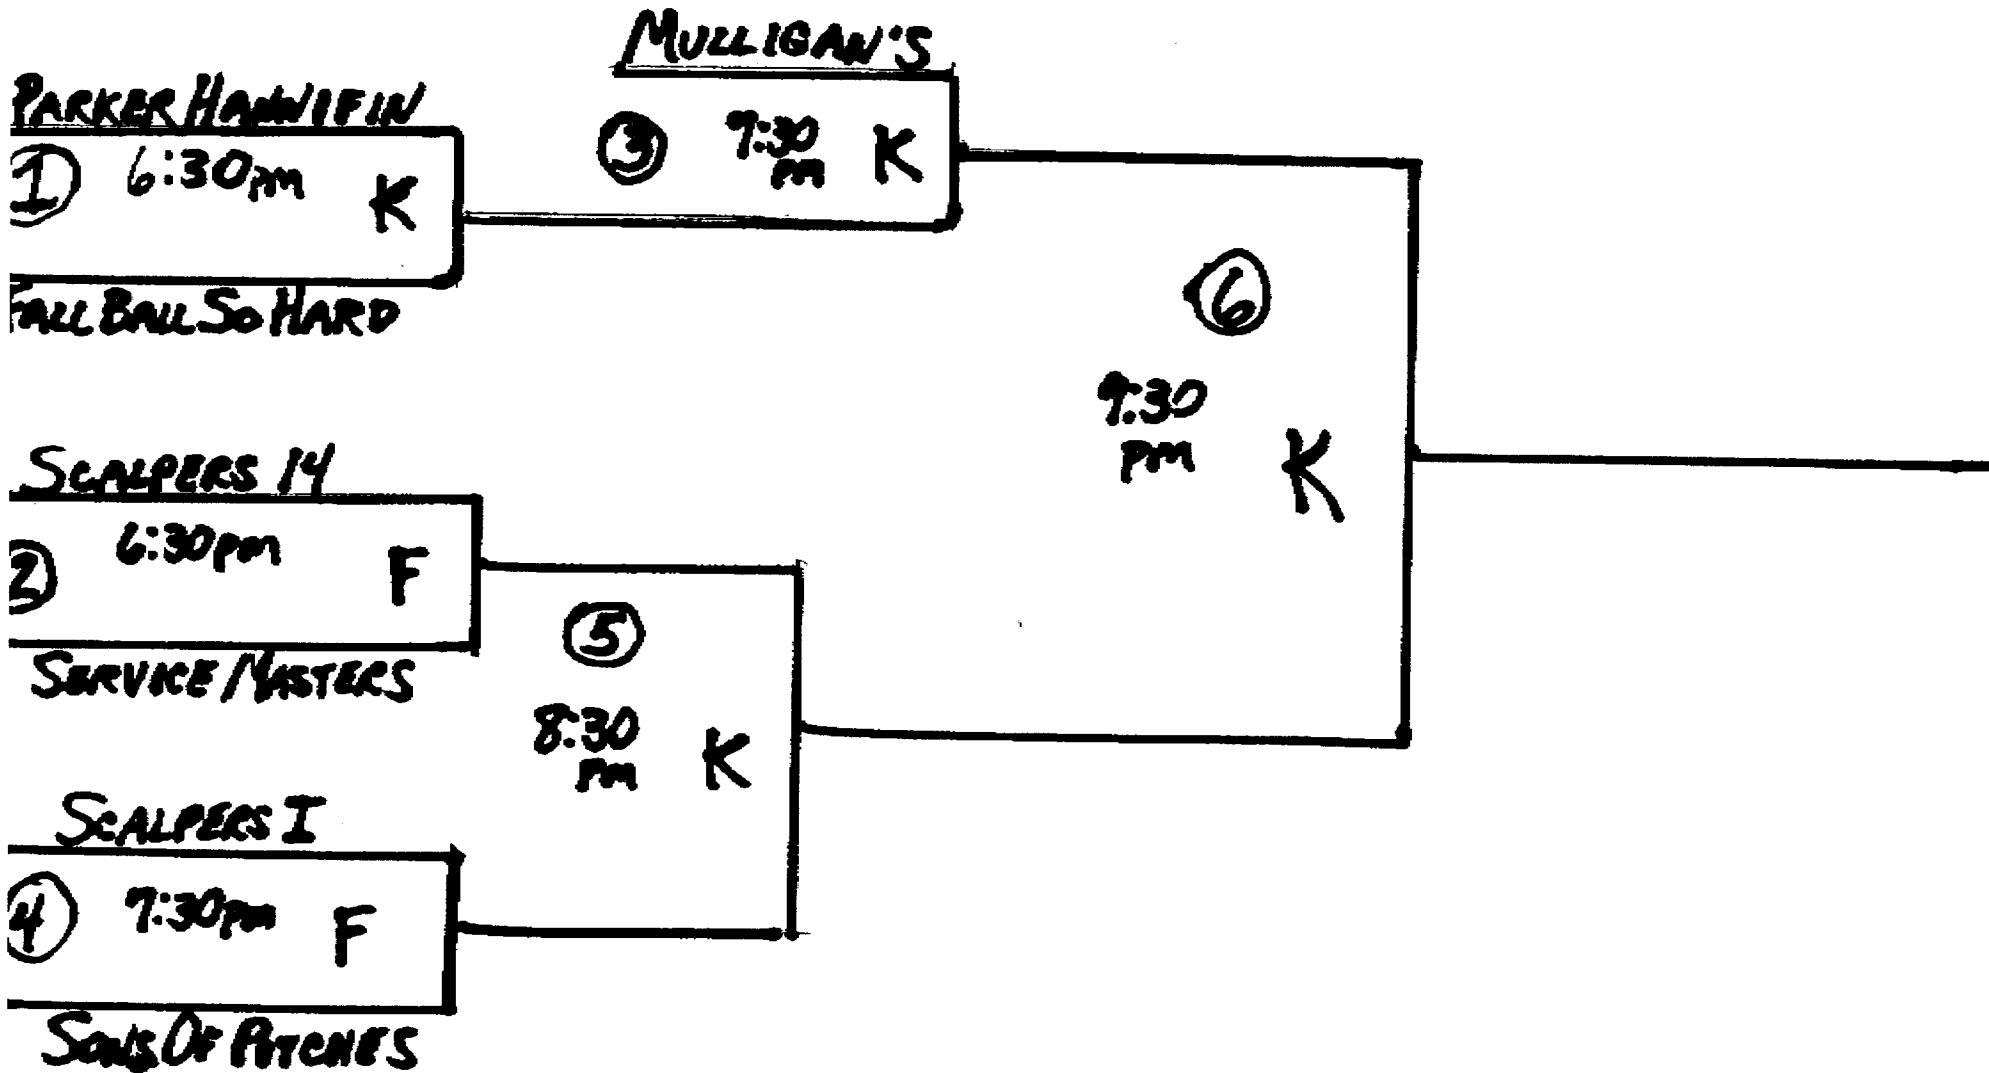 MULLIGAN'S
PARKER HANNIFIN
3 7:30 pm K
1 6:30pm K
FALL BALL SO HARD
6
9:30 pm K
SCALPERS 14
2 6:30pm F
5
SERVICE MASTERS
8:30 pm K
SCALPERS I
4 7:30pm F
SONS OF PITCHES